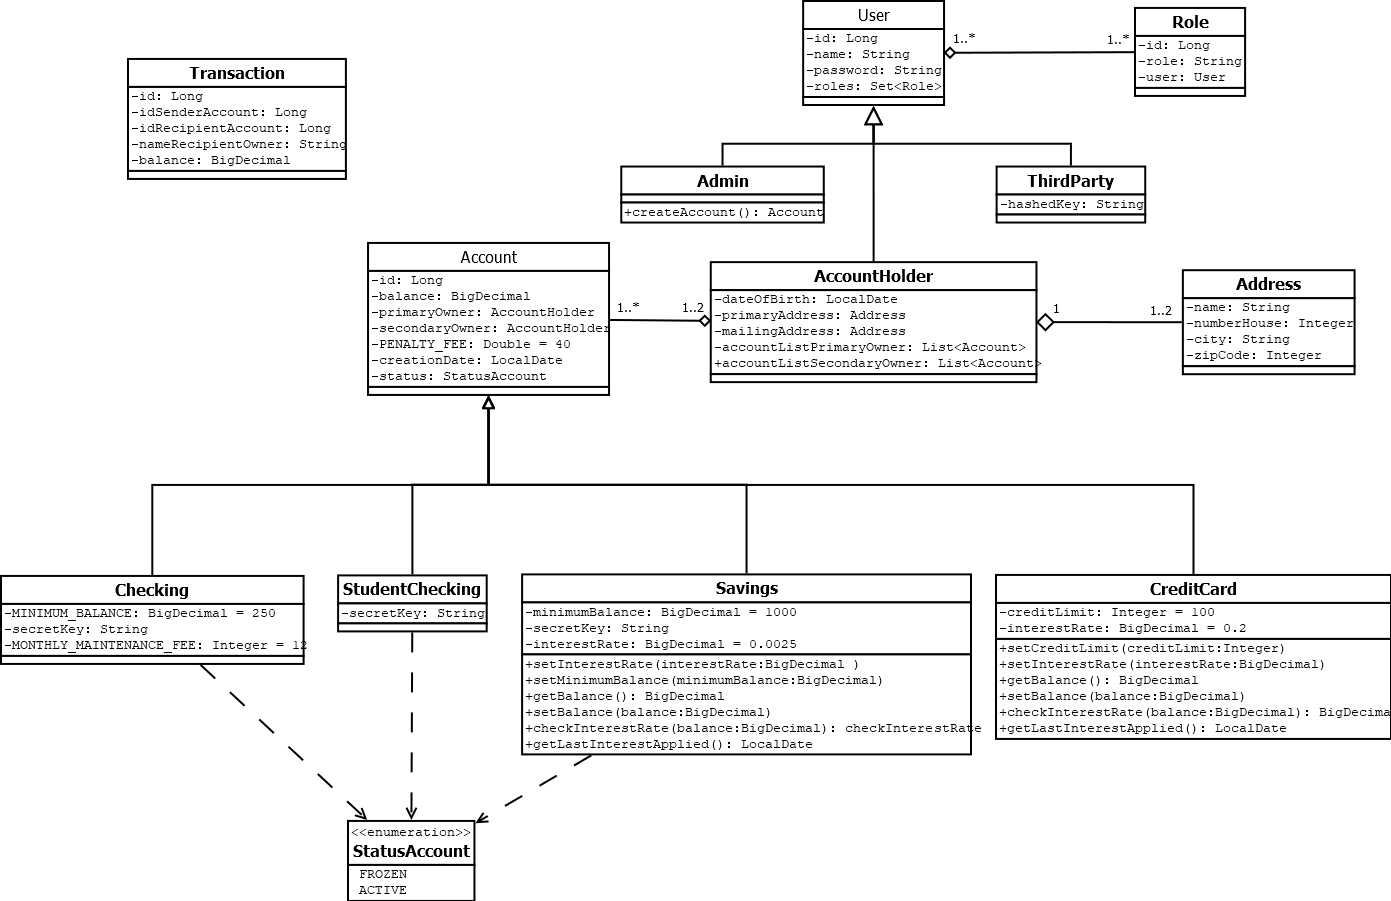 User
-id: Long
-name: String
-password: String
-roles: Set<Role>
1..*
1..*
Role
-id: Long
-role: String
-user: User
Transaction
-id: Long
-idSenderAccount: Long
-idRecipientAccount: Long
-nameRecipientOwner: String
-balance: BigDecimal
Admin
+createAccount(): Account
ThirdParty
-hashedKey: String
Account
-id: Long
-balance: BigDecimal
-primaryOwner: AccountHolder
-secondaryOwner: AccountHolder
-PENALTY_FEE: Double = 40
-creationDate: LocalDate
-status: StatusAccount
1..*
1..2
AccountHolder
-dateOfBirth: LocalDate
-primaryAddress: Address
-mailingAddress: Address
-accountListPrimaryOwner: List<Account>
+accountListSecondaryOwner: List<Account>
1
1..2
Address
-name: String
-numberHouse: Integer
-city: String
-zipCode: Integer
Checking
-MINIMUM_BALANCE: BigDecimal = 250
-secretKey: String
-MONTHLY_MAINTENANCE_FEE: Integer = 12
StudentChecking
-secretKey: String
Savings
-minimumBalance: BigDecimal = 1000
-secretKey: String
-interestRate: BigDecimal = 0.0025
+setInterestRate(interestRate:BigDecimal )
+setMinimumBalance(minimumBalance:BigDecimal)
+getBalance(): BigDecimal
+setBalance(balance:BigDecimal)
+checkInterestRate(balance:BigDecimal): checkInterestRate
+getLastInterestApplied(): LocalDate
CreditCard
-creditLimit: Integer = 100
-interestRate: BigDecimal = 0.2
+setCreditLimit(creditLimit:Integer)
+setInterestRate(interestRate:BigDecimal)
+getBalance(): BigDecimal
+setBalance(balance:BigDecimal)
+checkInterestRate(balance:BigDecimal): BigDecima
+getLastInterestApplied(): LocalDate
<<enumeration>>
StatusAccount
FROZEN
ACTIVE